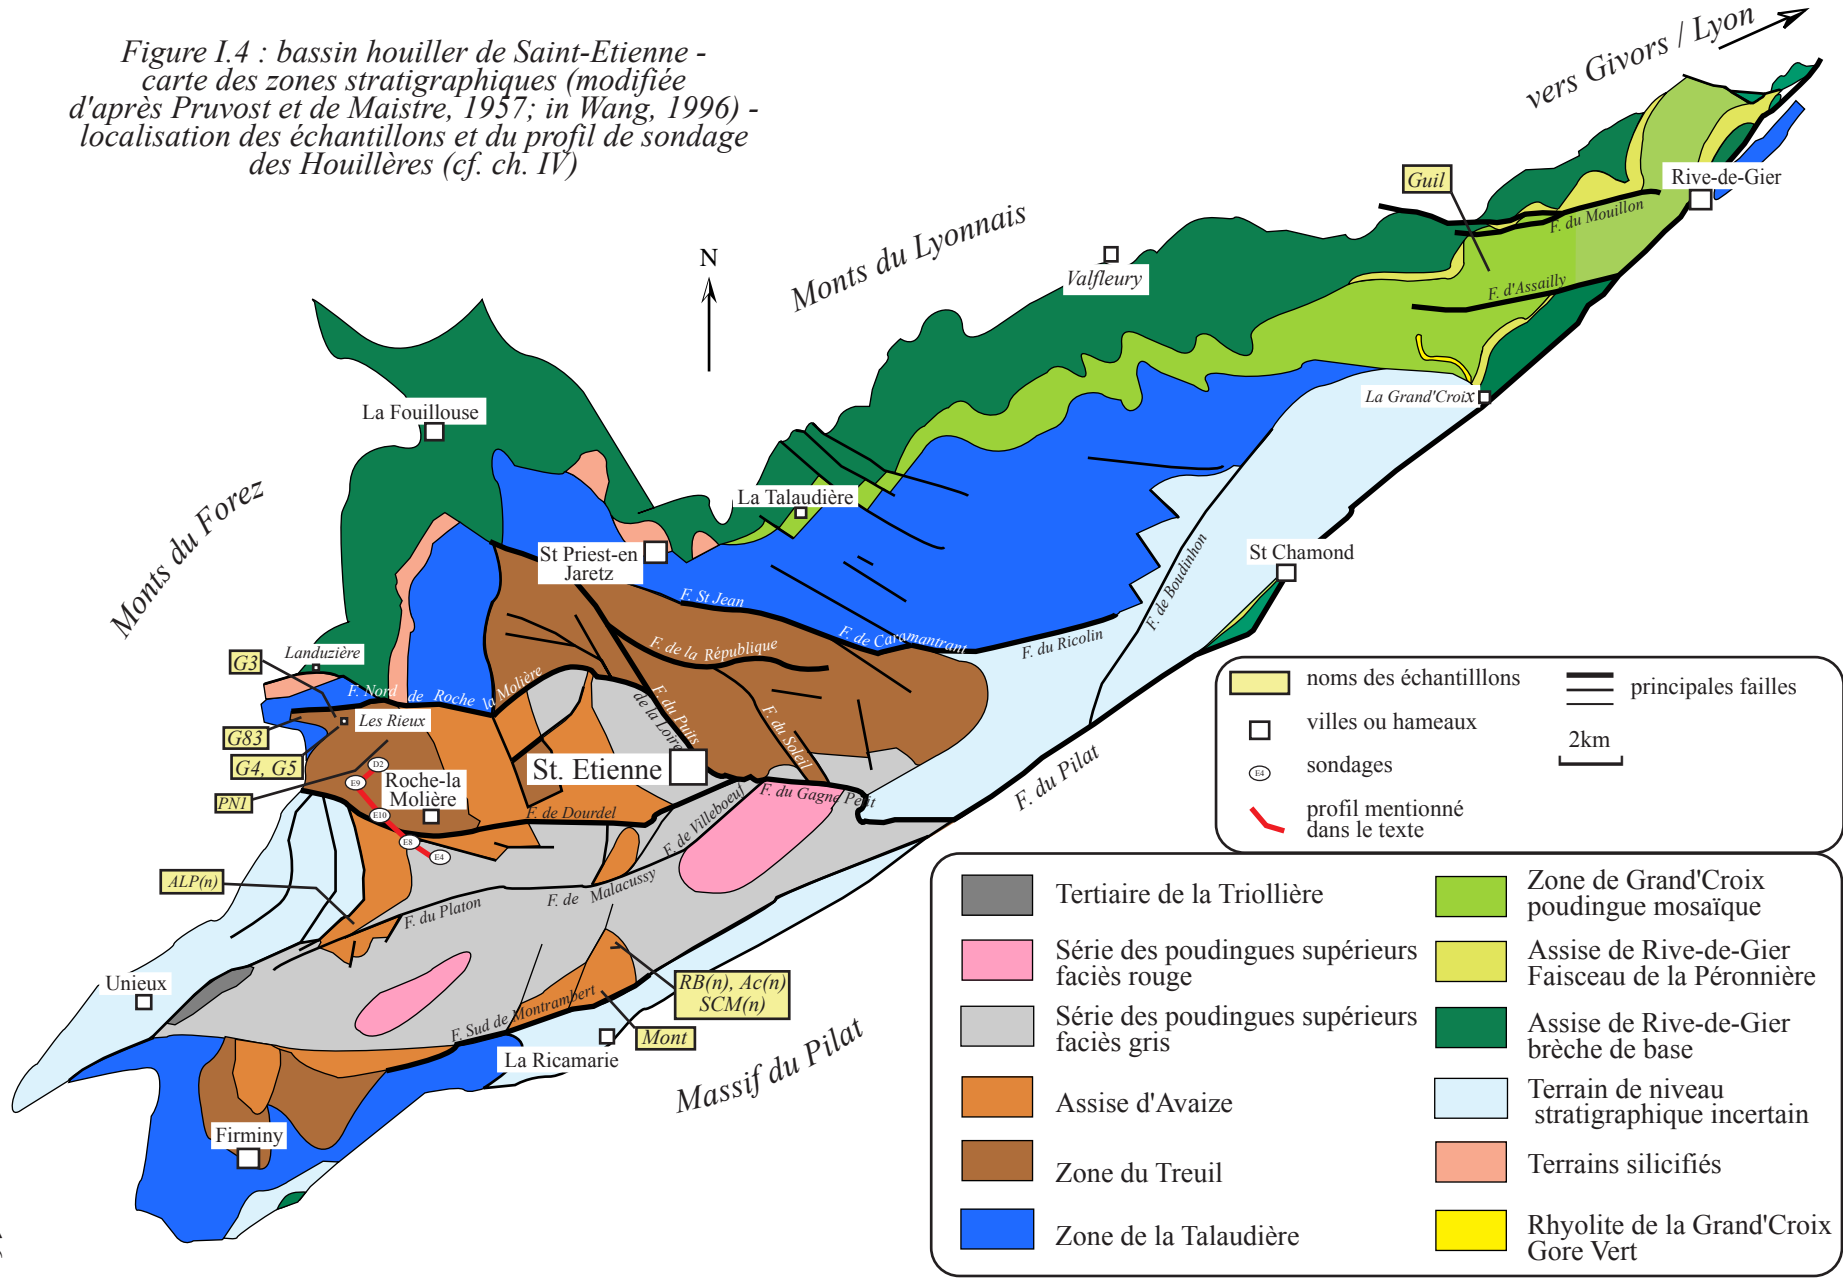 Figure I.4 : bassin houiller de Saint-Etienne -
carte des zones stratigraphiques (modifiée
d'après Pruvost et de Maistre, 1957; in Wang, 1996) -
localisation des échantillons et du profil de sondage
des Houillères (cf. ch. IV)
vers Givors / Lyon
Guil
Rive-de-Gier
F. du Mouillon
Monts du Lyonnais
N
Valfleury
F. d'Assailly
La Fouillouse
La Grand'Croix
La Talaudière
Monts du Forez
St Priest-en
Jaretz
St Chamond
F. de Boudinhon
F. St Jean
F. de Caramantrant
F. du Ricolin
F. de la République
Landuzière
G3
F. Nord de Roche la Molière
Les Rieux
F. du Puits
de la Loire
F. du Soleil
G83
G4, G5
St. Etienne
D2
E9
Roche-la
Molière
PN1
E10
F. de Dourdel
F. de Villeboeuf
F. du Gagne Petit
F. du Pilat
E8
E4
ALP(n)
F. du Platon
F. de Malacussy
Unieux
RB(n), Ac(n)
SCM(n)
F. Sud de Montrambert
Mont
La Ricamarie
Massif du Pilat
Firminy
noms des échantilllons
villes ou hameaux
E4
sondages
profil mentionné
dans le texte
principales failles
2km
Tertiaire de la Triollière
Série des poudingues supérieurs
faciès rouge
Série des poudingues supérieurs
faciès gris
Assise d'Avaize
Zone du Treuil
Zone de la Talaudière
Zone de Grand'Croix
poudingue mosaïque
Assise de Rive-de-Gier
Faisceau de la Péronnière
Assise de Rive-de-Gier
brèche de base
Terrain de niveau
stratigraphique incertain
Terrains silicifiés
Rhyolite de la Grand'Croix
Gore Vert